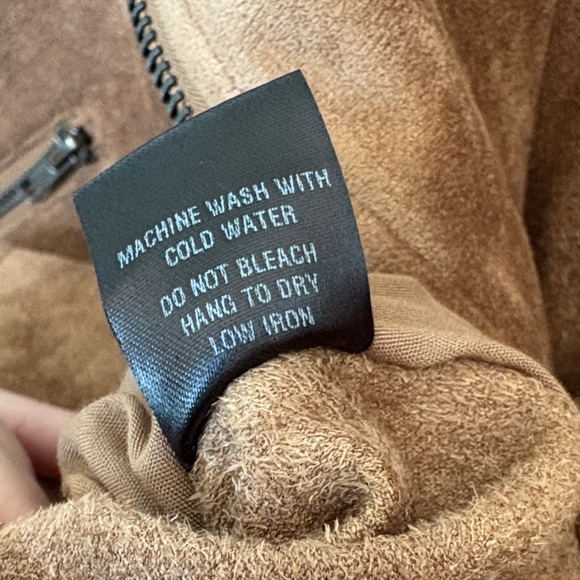 MACHINE WASH WITH
COLD WATER
DO NOT BLEACH
HANG TO DRY
LOW IRON